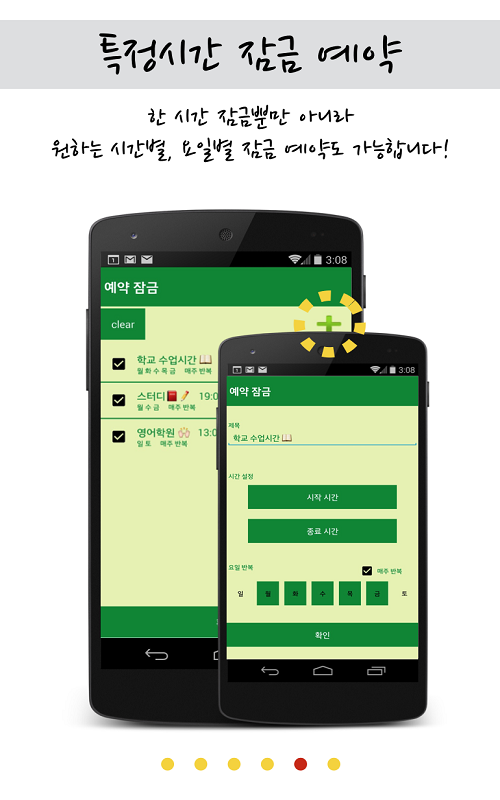 특정시간 잠금 예약
한 시간 잠금뿐만 아니라
원하는 시간별, 요일별 잠금 예약도 가능합니다!
1 3:08
예약 잠금
clear
학교 수업시간
월 화 수 목 금 매주 반복
스터디 19:0
월 수 금 매주 반복
영어학원 13:0
일 토 매주 반복
1 3:08
예약 잠금
제목
학교 수업시간
시간 설정
시작 시간
종료 시간
요일 반복 매주 반복
일 월 화 수 목 금 토
확인